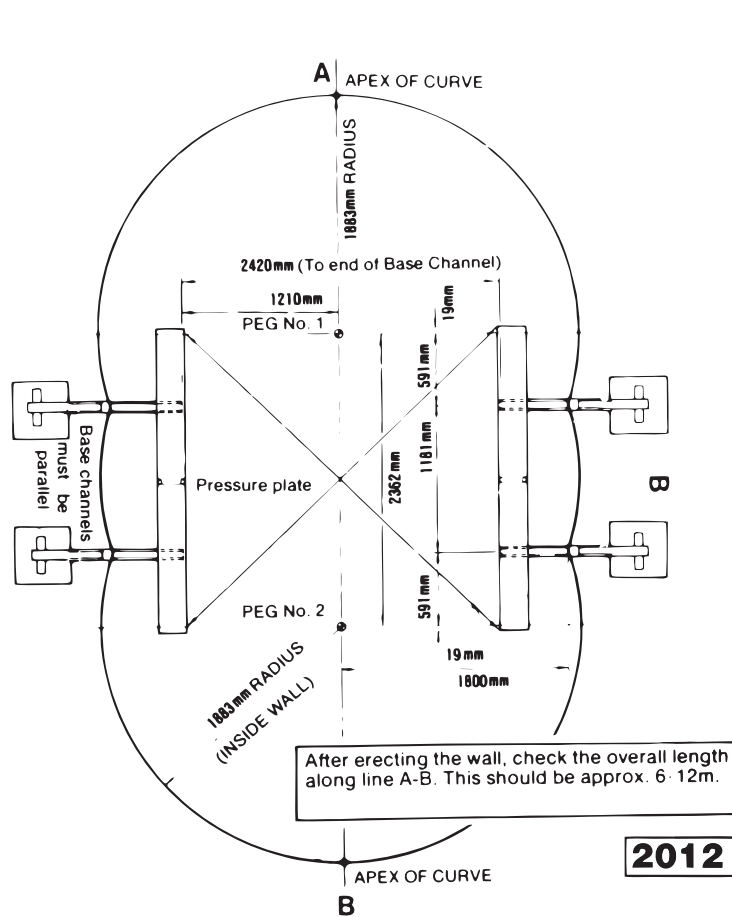 A APEX OF CURVE
1883mm RADIUS
2420mm (To end of Base Channel)
1210mm
19mm
PEG No. 1
591mm
Base channels
must be
parallel
Pressure plate
2362mm
1181mm
B
PEG No. 2
591mm
19mm
1800mm
1883mm RADIUS
(INSIDE WALL)
After erecting the wall, check the overall length
along line A-B. This should be approx. 6·12m.
2012
APEX OF CURVE
B